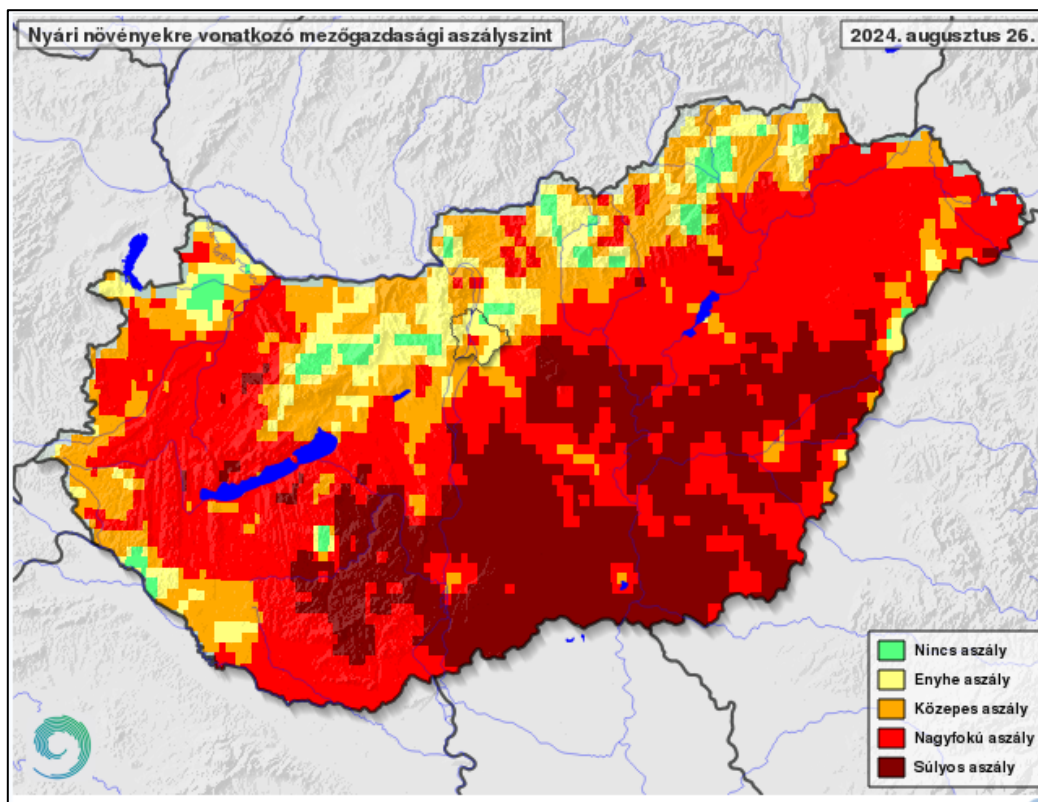 Nyári növényekre vonatkozó mezőgazdasági aszályszint
2024. augusztus 26.
Nincs aszály
Enyhe aszály
Közepes aszály
Nagyfokú aszály
Súlyos aszály